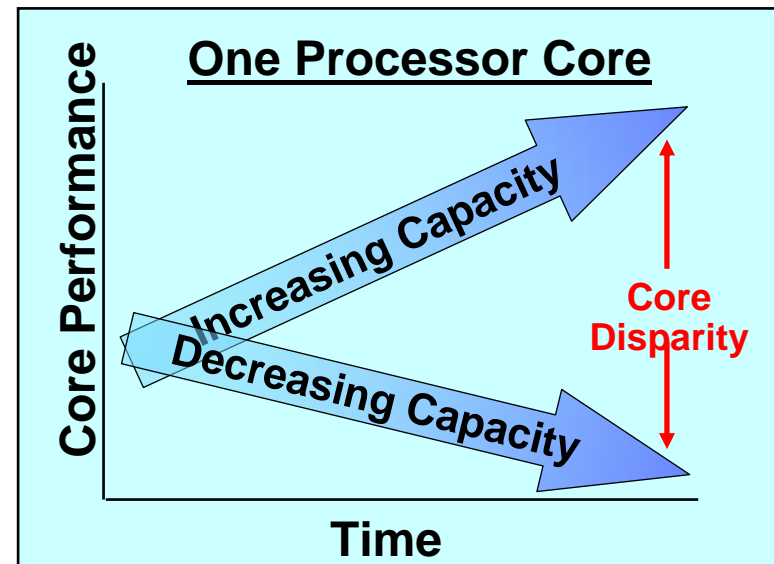 One Processor Core
Core Performance
Increasing Capacity
Decreasing Capacity
Core
Disparity
Time